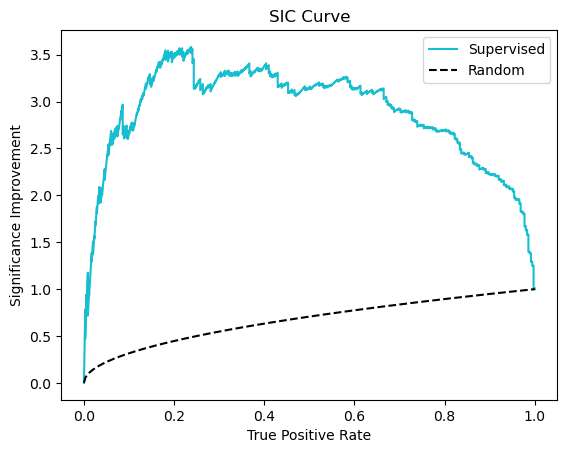 SIC Curve
Supervised
Random
3.5
3.0
2.5
2.0
1.5
1.0
0.5
0.0
Significance Improvement
0.0 0.2 0.4 0.6 0.8 1.0
True Positive Rate